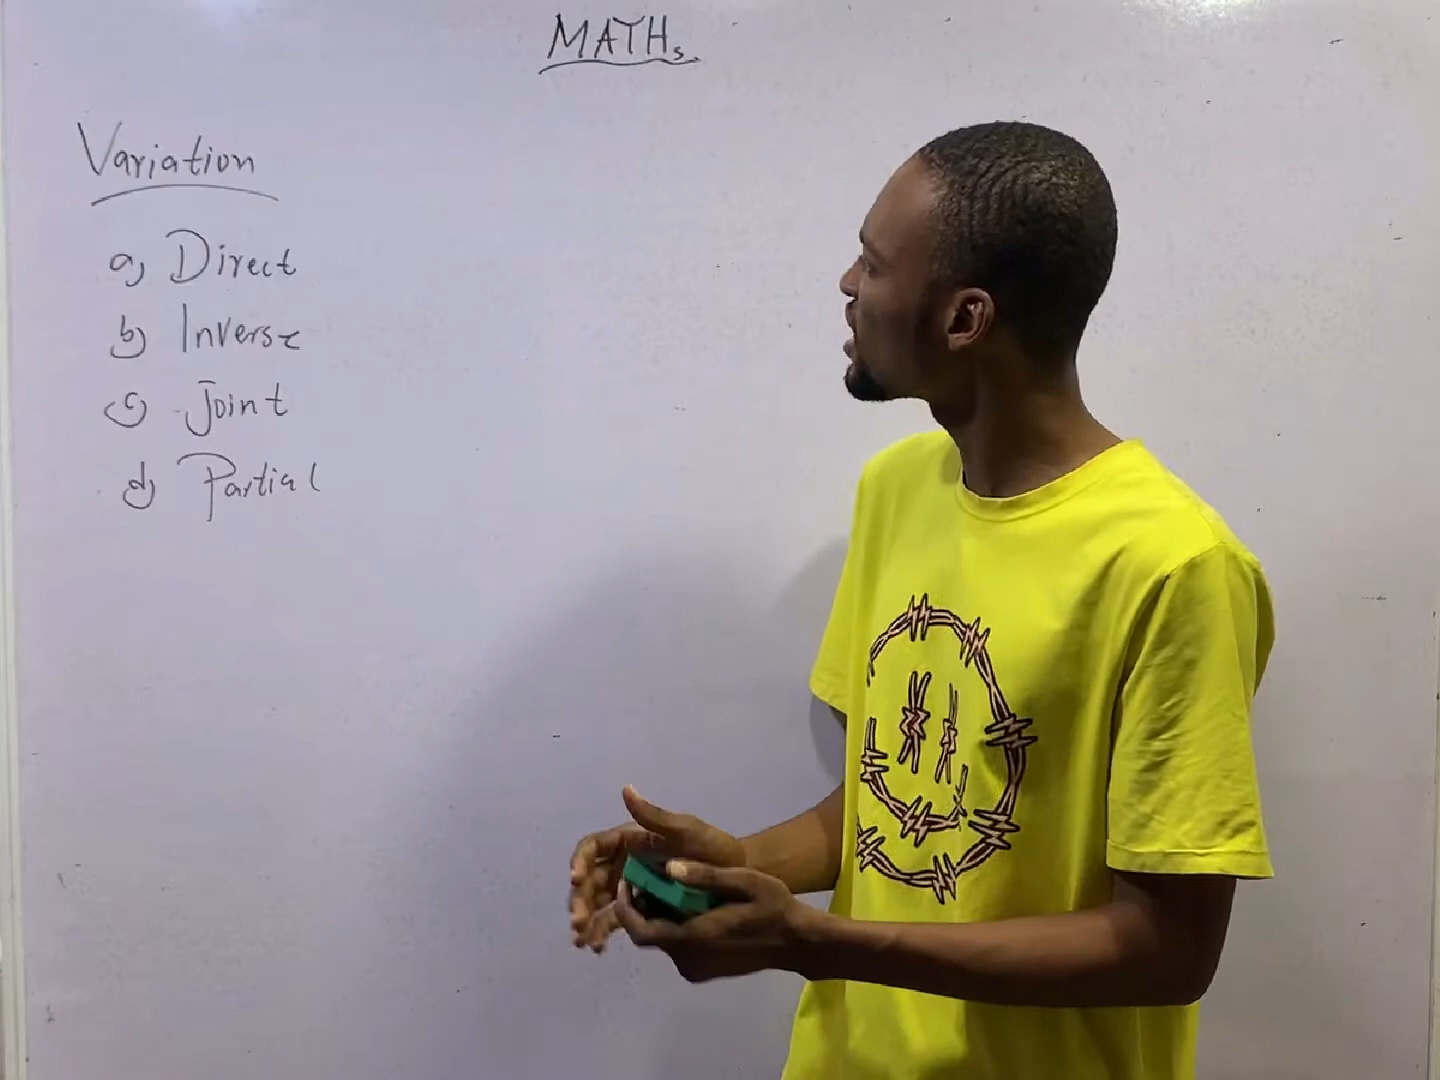 MATHs
Variation
a) Direct
b) Inverse
c) Joint
d) Partial